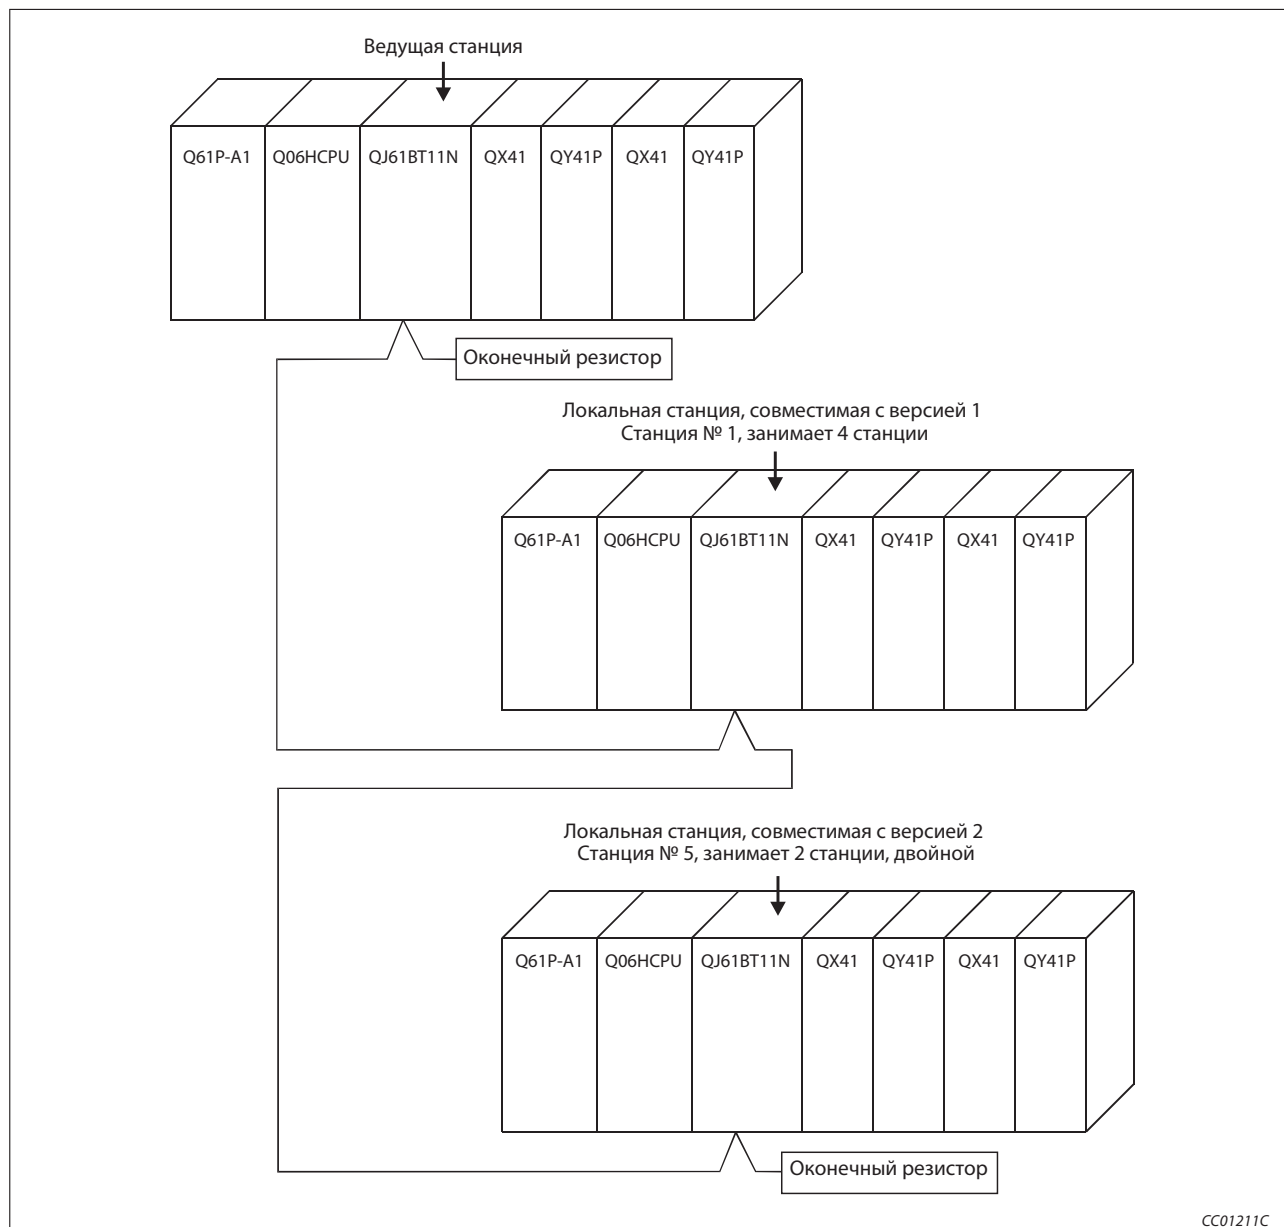 Ведущая станция
Q61P-A1 Q06HCPU QJ61BT11N QX41 QY41P QX41 QY41P
Оконечный резистор
Локальная станция, совместимая с версией 1
Станция № 1, занимает 4 станции
Q61P-A1 Q06HCPU QJ61BT11N QX41 QY41P QX41 QY41P
Локальная станция, совместимая с версией 2
Станция № 5, занимает 2 станции, двойной
Q61P-A1 Q06HCPU QJ61BT11N QX41 QY41P QX41 QY41P
Оконечный резистор
CC01211C